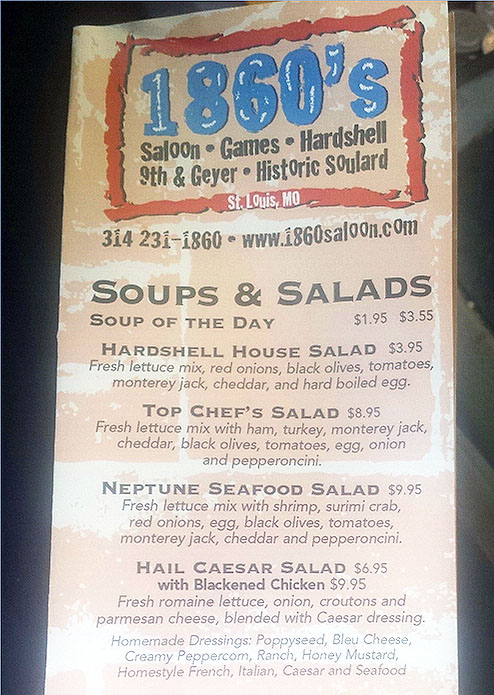 1860's
Saloon • Games • Hardshell
9th & Geyer • Historic Soulard
St. Louis, MO
314 231-1860 • www.1860saloon.com
SOUPS & SALADS
SOUP OF THE DAY $1.95 $3.55
HARDSHELL HOUSE SALAD $3.95
Fresh lettuce mix, red onions, black olives, tomatoes,
monterey jack, cheddar, and hard boiled egg.
TOP CHEF'S SALAD $8.95
Fresh lettuce mix with ham, turkey, monterey jack,
cheddar, black olives, tomatoes, egg, onion
and pepperoncini.
NEPTUNE SEAFOOD SALAD $9.95
Fresh lettuce mix with shrimp, surimi crab,
red onions, egg, black olives, tomatoes,
monterey jack, cheddar and pepperoncini.
HAIL CAESAR SALAD $6.95
with Blackened Chicken $9.95
Fresh romaine lettuce, onion, croutons and
parmesan cheese, blended with Caesar dressing.
Homemade Dressings: Poppyseed, Bleu Cheese,
Creamy Peppercorn, Ranch, Honey Mustard,
Homestyle French, Italian, Caesar and Seafood